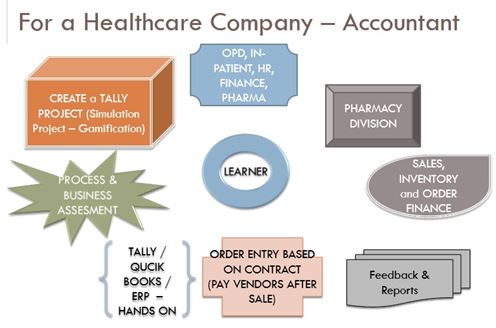 For a Healthcare Company – Accountant
OPD, IN-
PATIENT, HR,
FINANCE,
PHARMA
CREATE a TALLY
PROJECT (Simulation
Project – Gamification)
PHARMACY
DIVISION
PROCESS &
BUSINESS
ASSESMENT
LEARNER
SALES,
INVENTORY
and ORDER
FINANCE
TALLY /
QUCIK
BOOKS /
ERP –
HANDS ON
ORDER ENTRY BASED
ON CONTRACT
(PAY VENDORS AFTER
SALE)
Feedback &
Reports